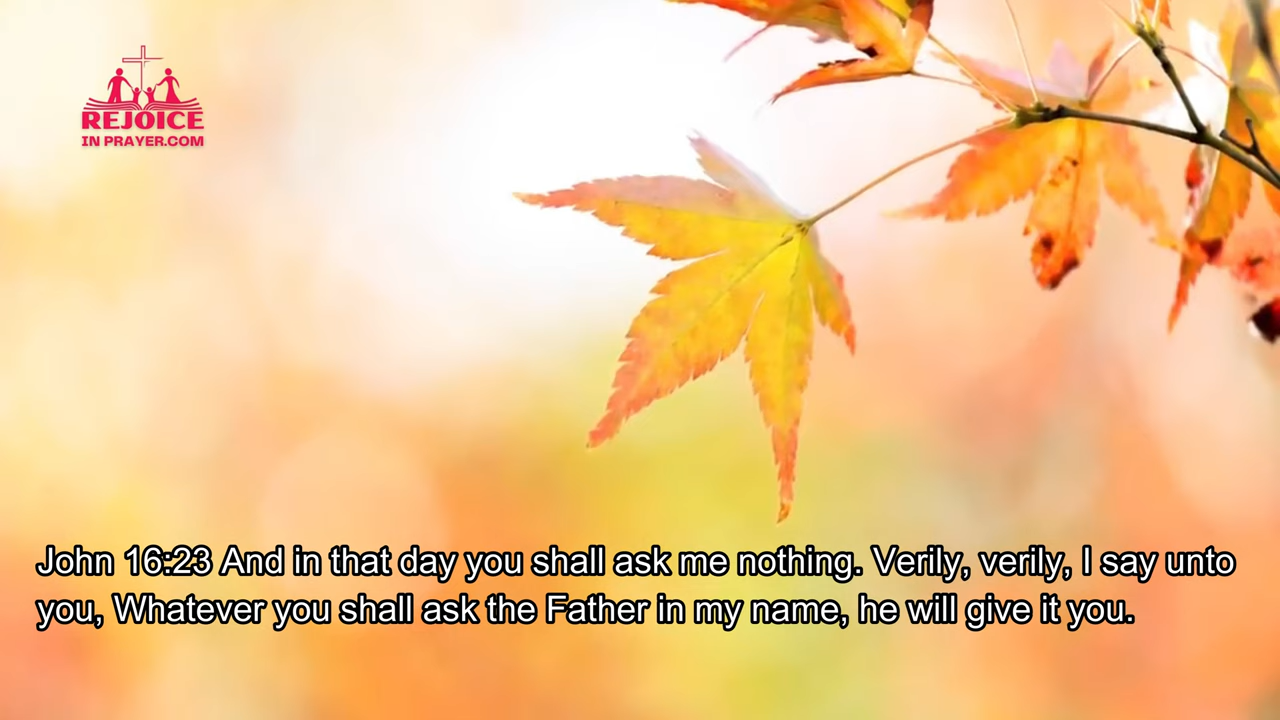 REJOICE
IN PRAYER.COM
John 16:23 And in that day you shall ask me nothing. Verily, verily, I say unto
you, Whatever you shall ask the Father in my name, he will give it you.